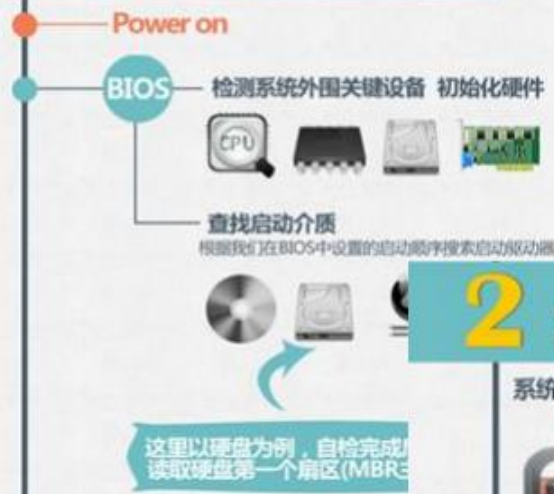 Power on
BIOS
检测系统外围关键设备 初始化硬件
CPU
查找启动介质
根据我们在BIOS中设置的启动顺序搜索启动驱动器
2
系统
这里以硬盘为例，自检完成
读取硬盘第一个扇区(MBR